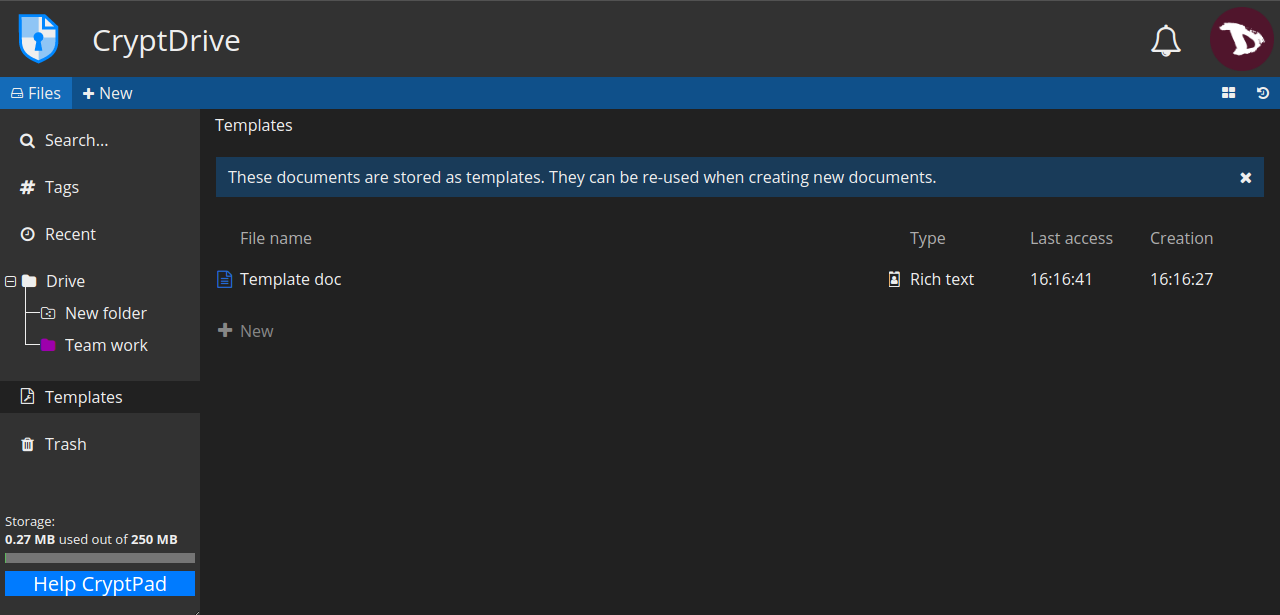 CryptDrive
Files
New
Search...
Tags
Recent
Drive
New folder
Team work
Templates
Trash
Storage:
0.27 MB used out of 250 MB
Help CryptPad
Templates
These documents are stored as templates. They can be re-used when creating new documents.
File name Type Last access Creation
Template doc Rich text 16:16:41 16:16:27
New